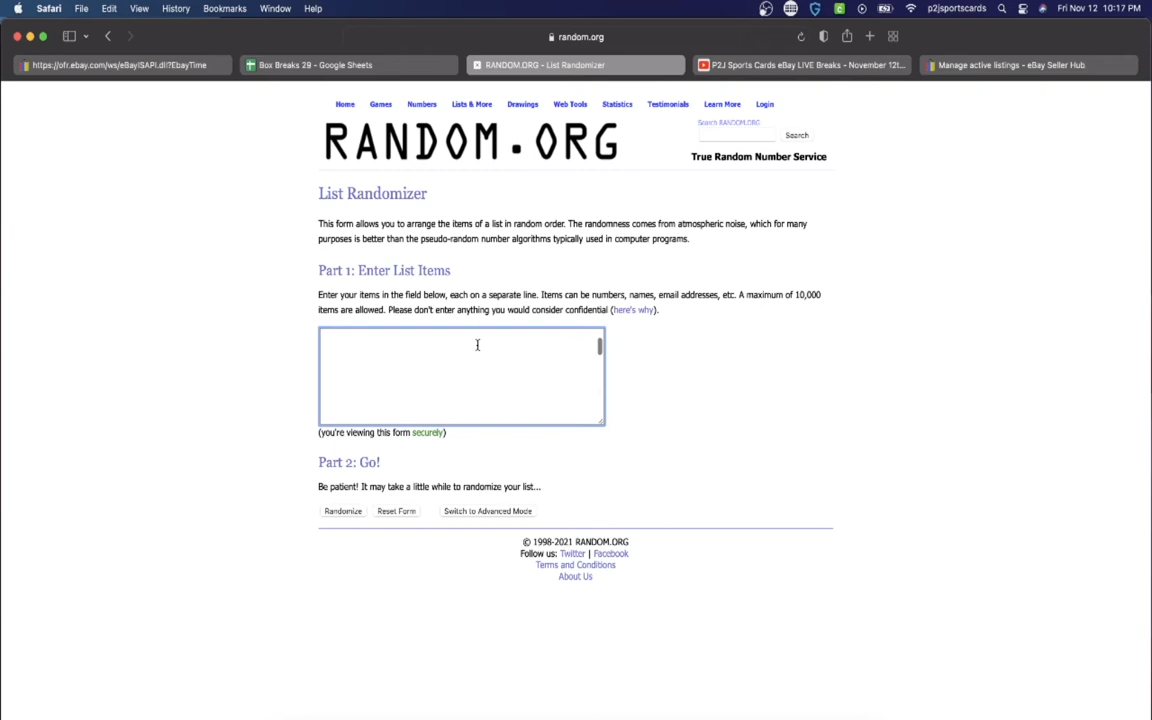 Safari File Edit View History Bookmarks Window Help p2jsportscards Fri Nov 12 10:17 PM
random.org
https://ofr.ebay.com/ws/eBayISAPI.dll?EbayTime Box Breaks 29 - Google Sheets RANDOM.ORG - List Randomizer P2J Sports Cards eBay LIVE Breaks - November 12t... Manage active listings - eBay Seller Hub
Home Games Numbers Lists & More Drawings Web Tools Statistics Testimonials Learn More Login
Search RANDOM.ORG
RANDOM.ORG
Search
True Random Number Service
List Randomizer
This form allows you to arrange the items of a list in random order. The randomness comes from atmospheric noise, which for many
purposes is better than the pseudo-random number algorithms typically used in computer programs.
Part 1: Enter List Items
Enter your items in the field below, each on a separate line. Items can be numbers, names, email addresses, etc. A maximum of 10,000
items are allowed. Please don't enter anything you would consider confidential (here's why).
(you're viewing this form securely)
Part 2: Go!
Be patient! It may take a little while to randomize your list...
Randomize Reset Form Switch to Advanced Mode
© 1998-2021 RANDOM.ORG
Follow us: Twitter | Facebook
Terms and Conditions
About Us